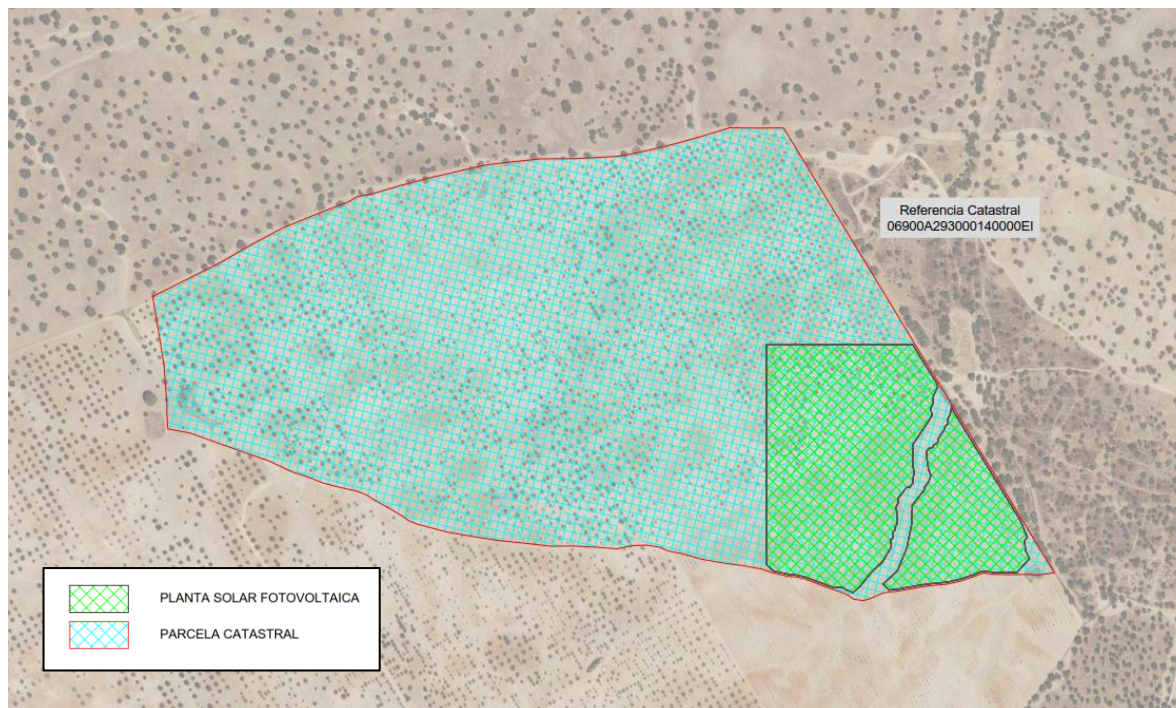 Referencia Catastral
06900A293000140000EI
PLANTA SOLAR FOTOVOLTAICA
PARCELA CATASTRAL